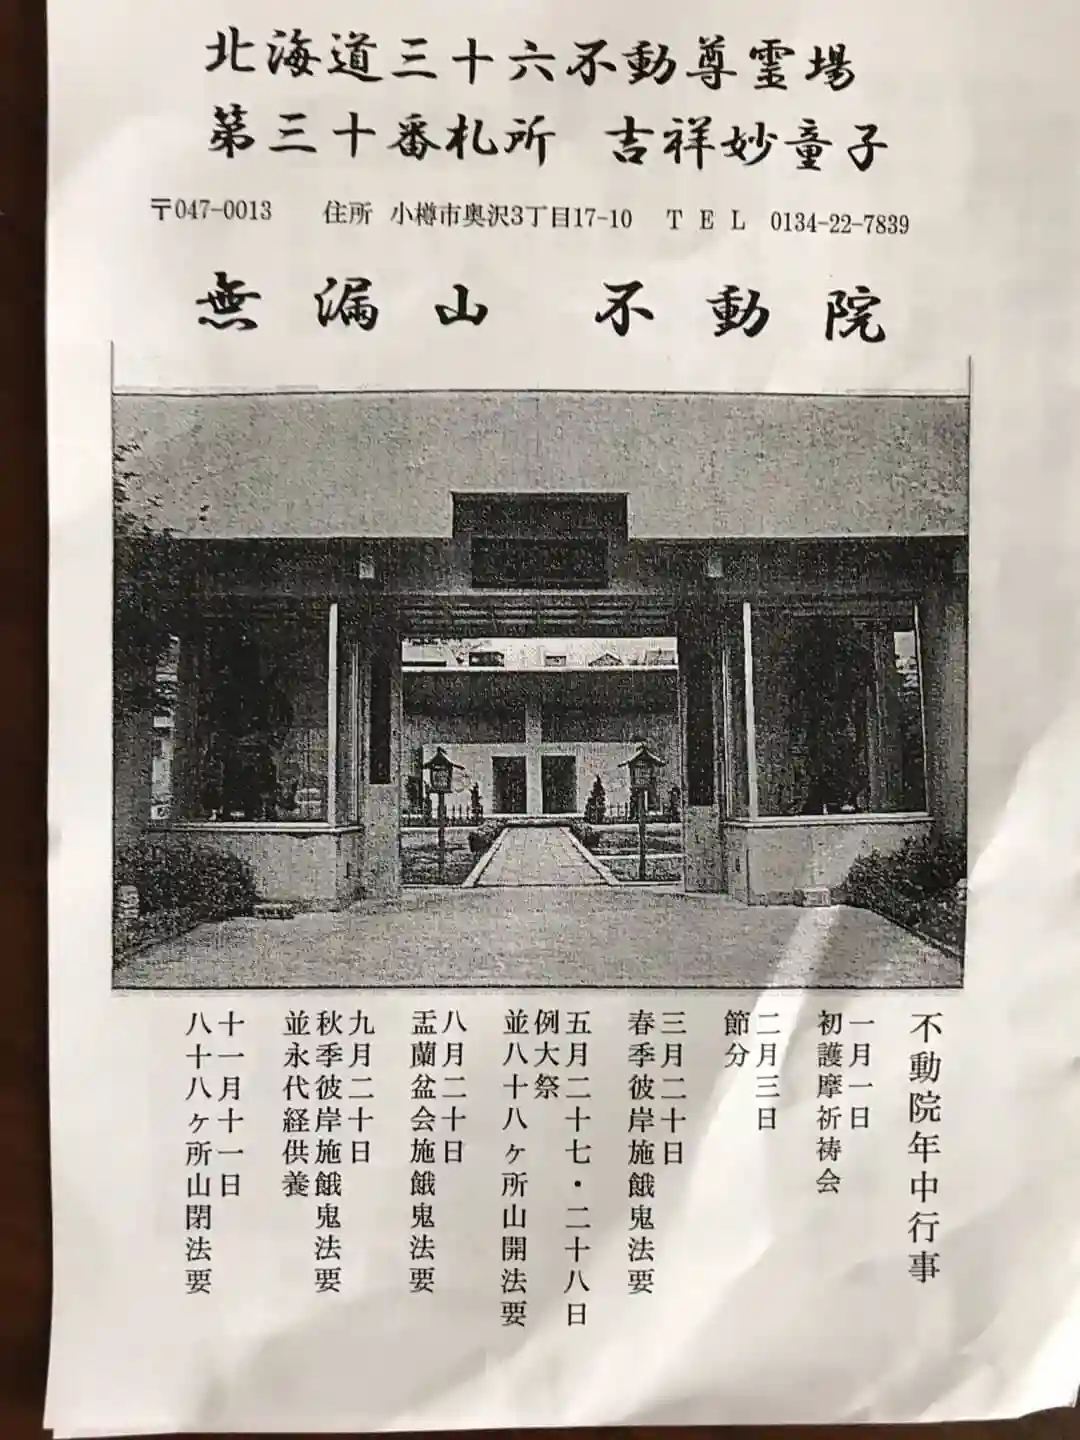 北海道三十六不動尊霊場
第三十番札所 吉祥妙童子
〒047-0013 住所 小樽市奥沢3丁目17-10 TEL 0134-22-7839
無漏山 不動院
不動院年中行事
一月一日
初護摩祈祷会
二月三日
節分
三月二十日
春季彼岸施餓鬼法要
五月二十七・二十八日
例大祭
並八十八ヶ所山開法要
八月二十日
盂蘭盆会施餓鬼法要
九月二十日
秋季彼岸施餓鬼法要
並永代経供養
十一月十一日
八十八ヶ所山閉法要